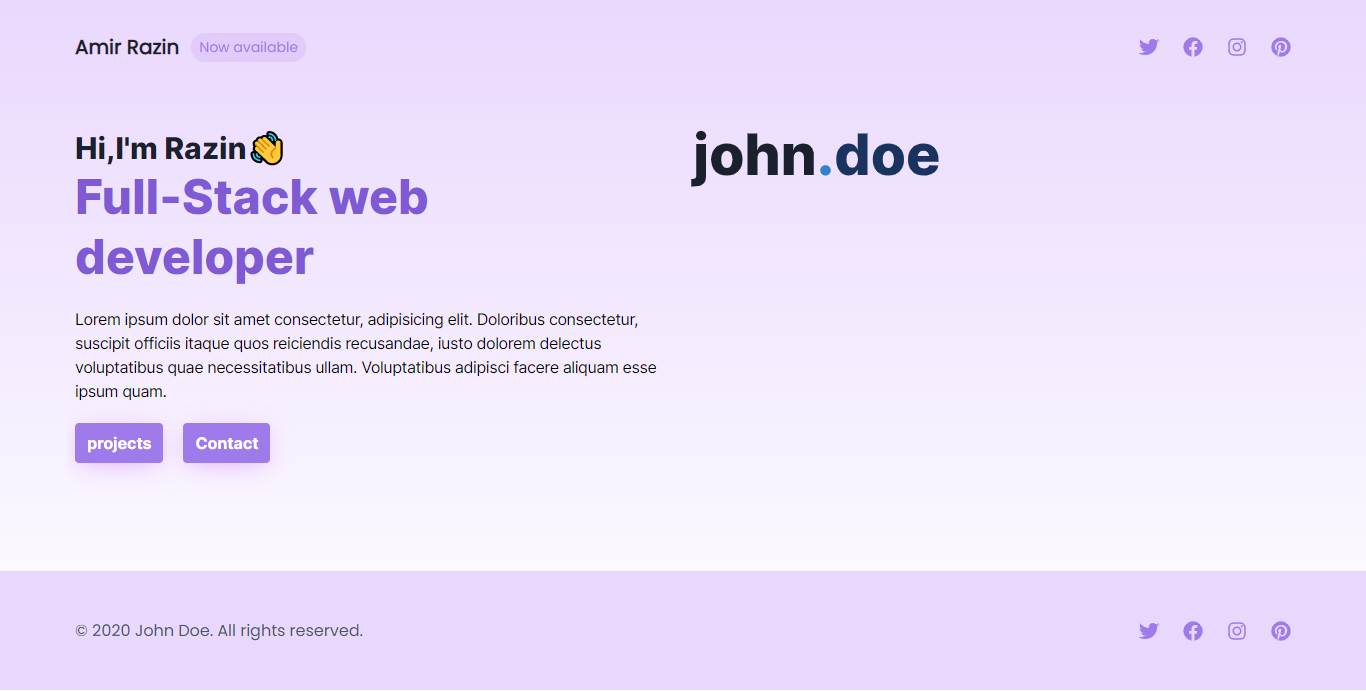 Amir Razin
Now available
Hi,I'm Razin👋
Full-Stack web
developer
Lorem ipsum dolor sit amet consectetur, adipisicing elit. Doloribus consectetur,
suscipit officiis itaque quos reiciendis recusandae, iusto dolorem delectus
voluptatibus quae necessitatibus ullam. Voluptatibus adipisci facere aliquam esse
ipsum quam.
projects
Contact
john.doe
© 2020 John Doe. All rights reserved.